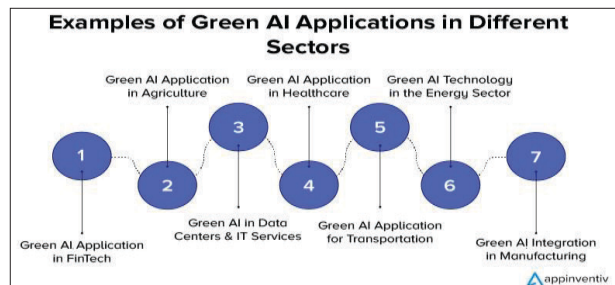 Examples of Green AI Applications in Different
Sectors
Green AI Application
in Agriculture
Green AI Application
in Healthcare
Green AI Technology
in the Energy Sector
1
2
3
4
5
6
7
Green AI Application
in FinTech
Green AI in Data
Centers & IT Services
Green AI Application
for Transportation
Green AI Integration
in Manufacturing
appinventiv